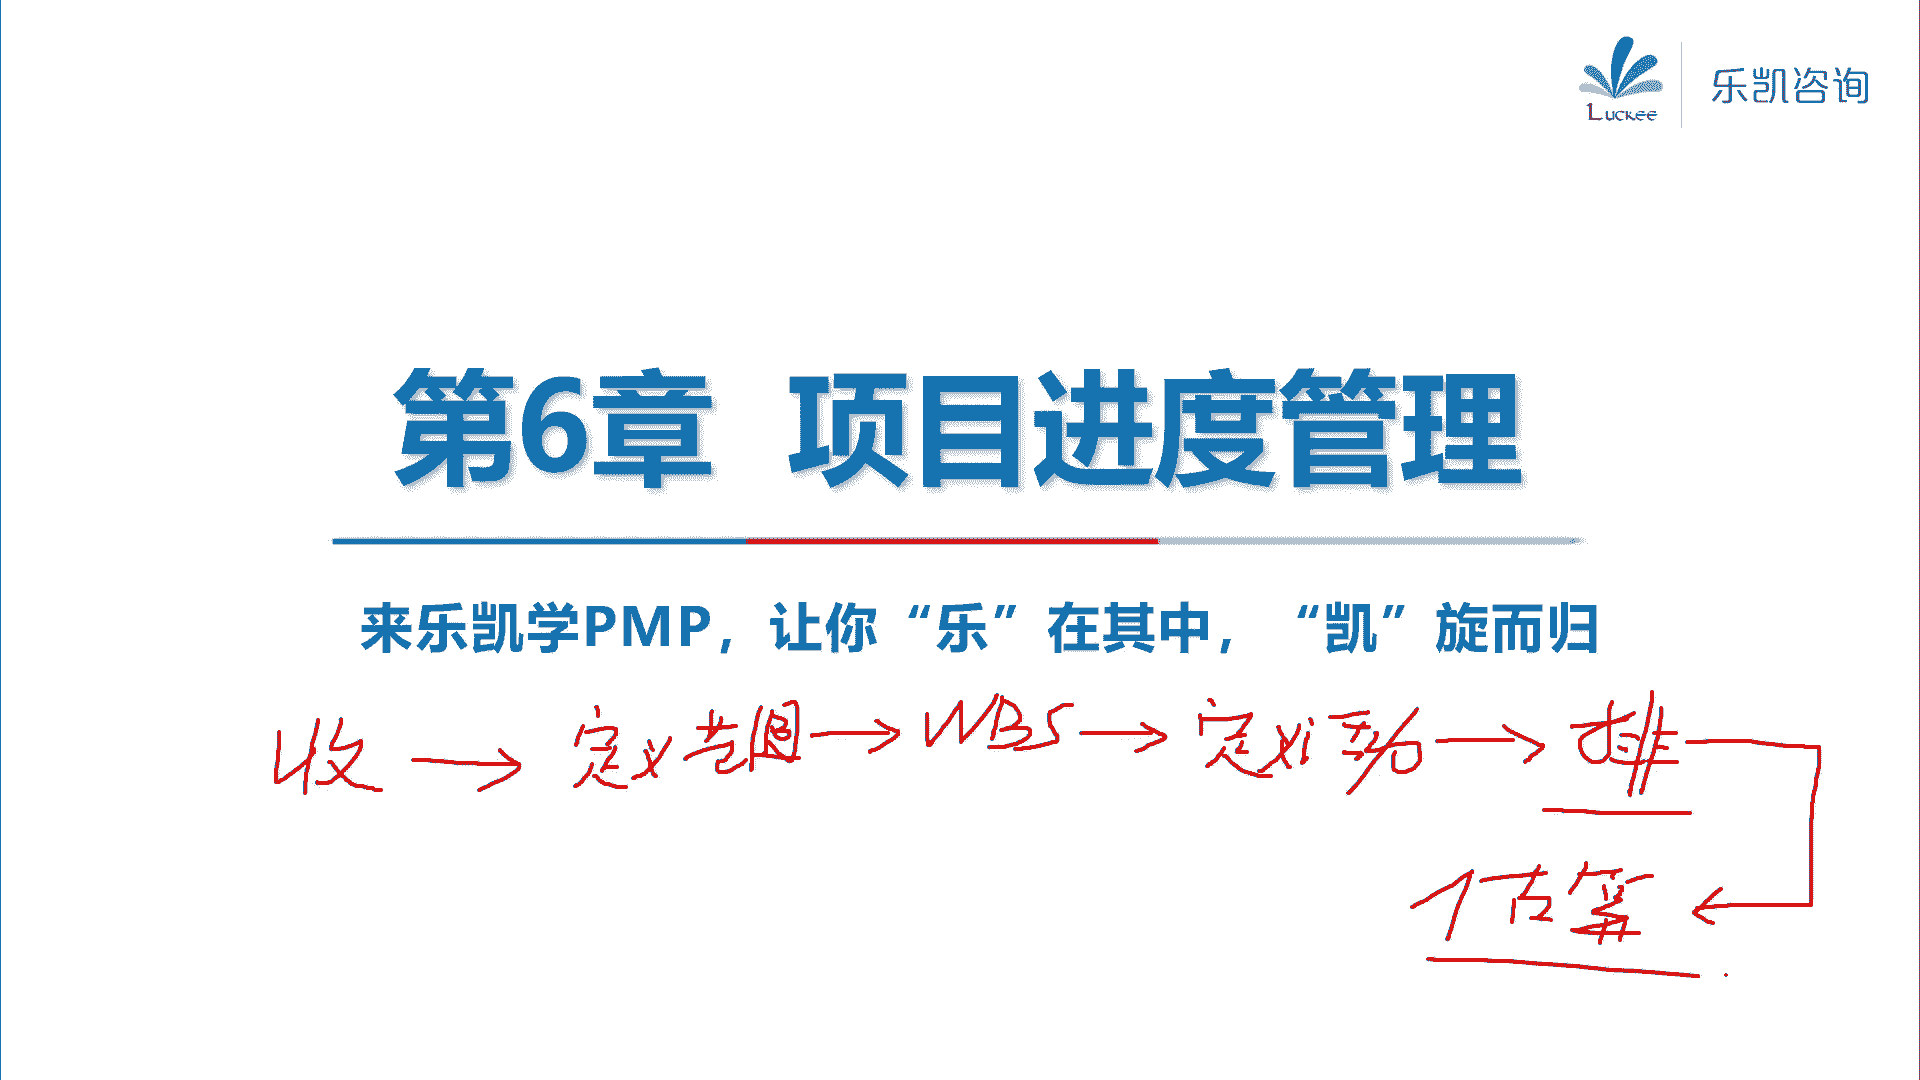 Luckee 乐凯咨询
第6章 项目进度管理
来乐凯学PMP，让你“乐”在其中，“凯”旋而归
收 → 定义范围 → WBS → 定义活动 → 排
估算